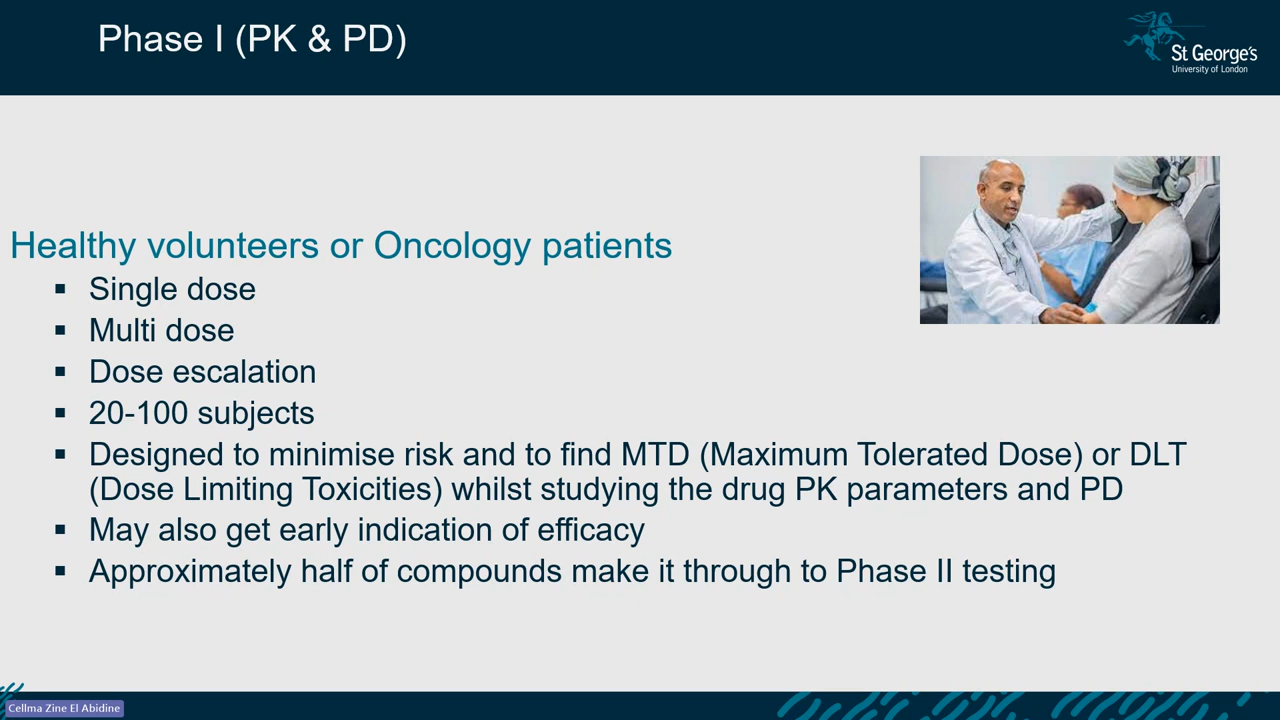 Phase I (PK & PD)
St George's
University of London
Healthy volunteers or Oncology patients
▪ Single dose
▪ Multi dose
▪ Dose escalation
▪ 20-100 subjects
▪ Designed to minimise risk and to find MTD (Maximum Tolerated Dose) or DLT
(Dose Limiting Toxicities) whilst studying the drug PK parameters and PD
▪ May also get early indication of efficacy
▪ Approximately half of compounds make it through to Phase II testing
Cellma Zine El Abidine